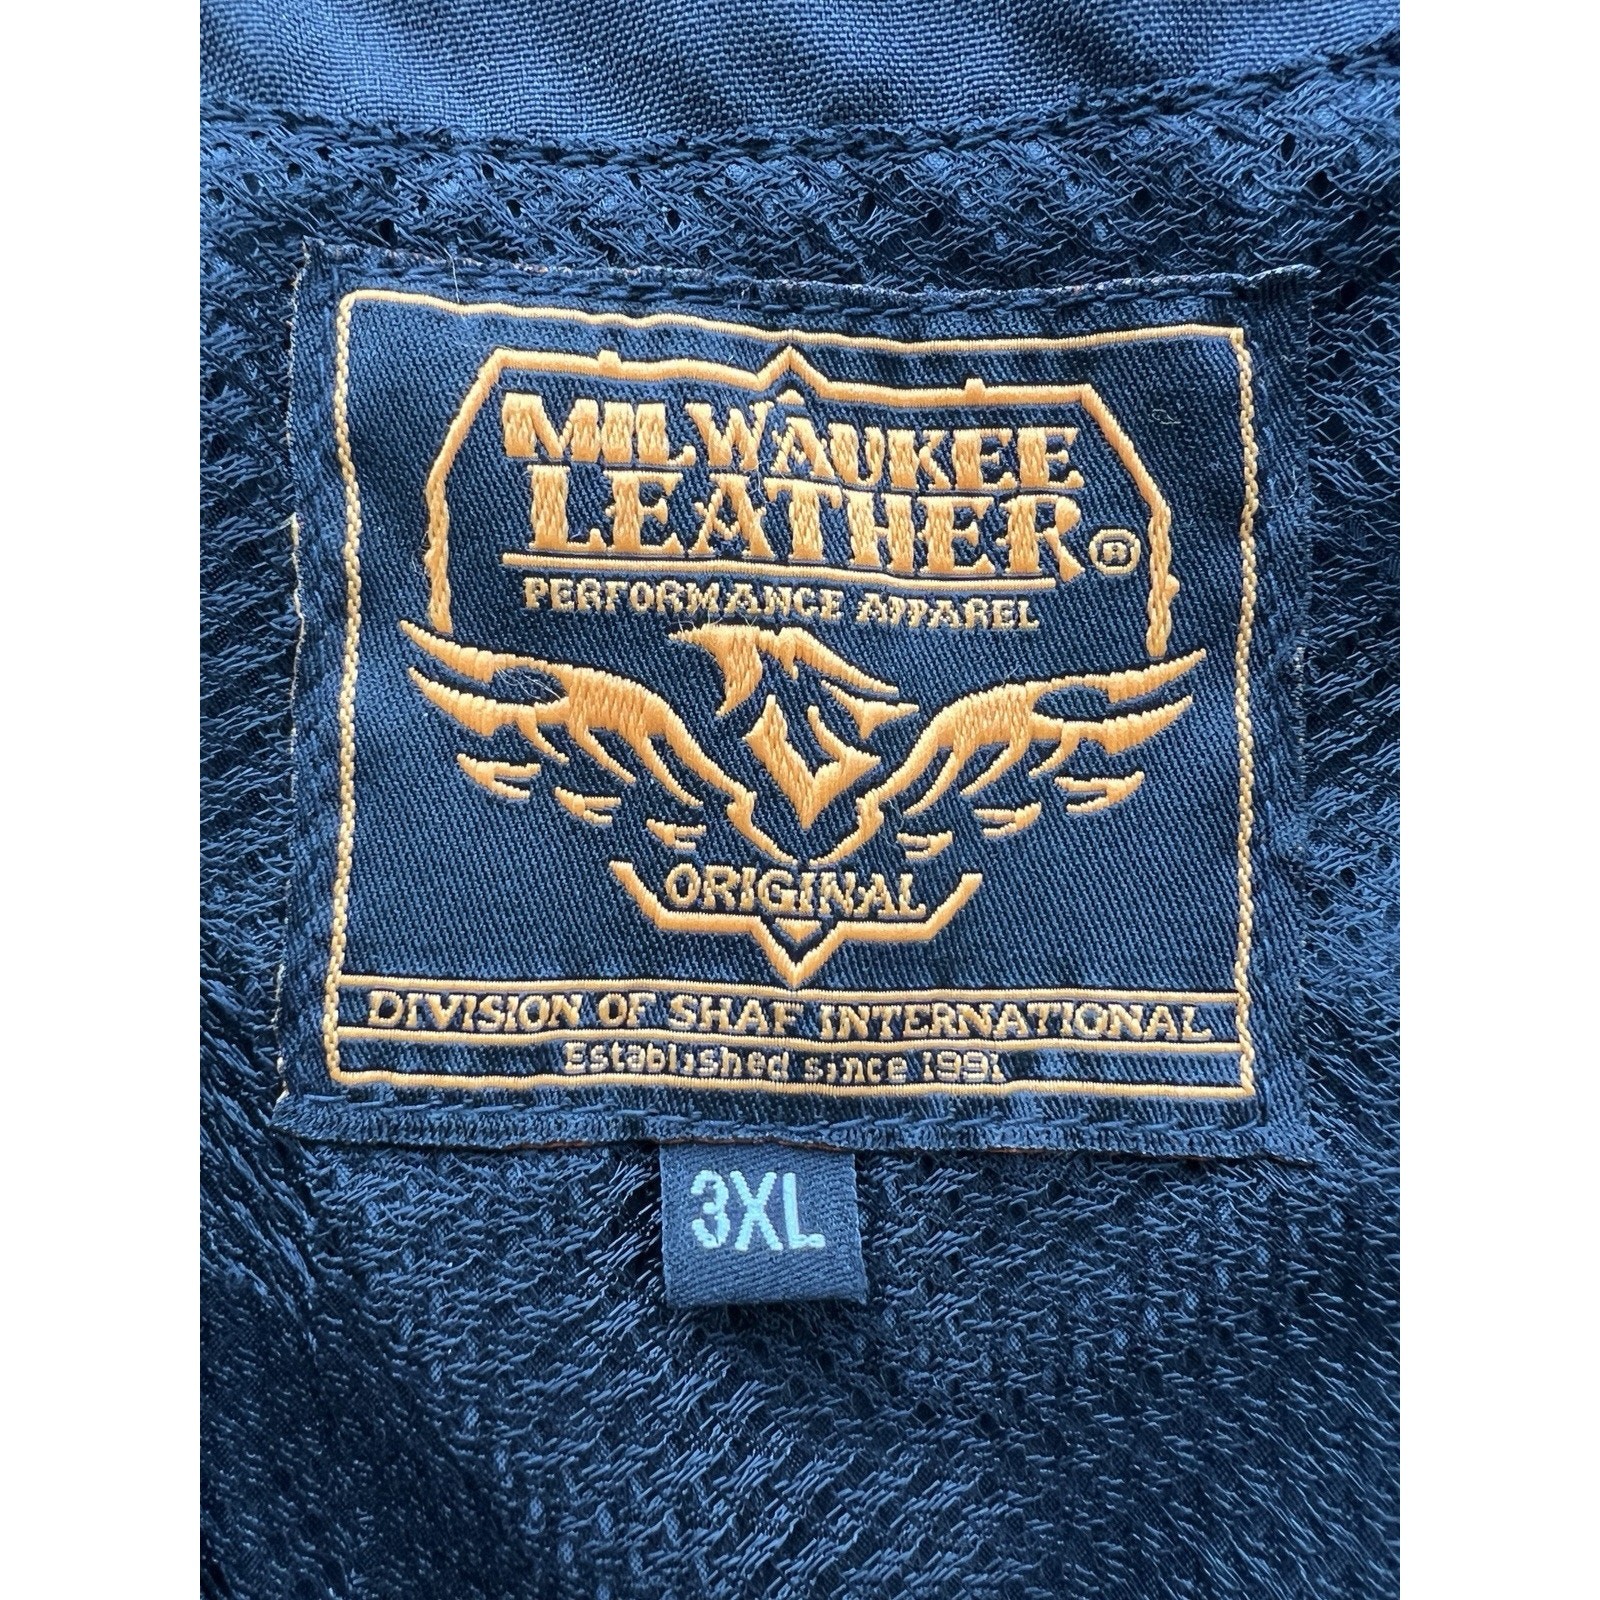 MILWAUKEE
LEATHER®
PERFORMANCE APPAREL
ORIGINAL
DIVISION OF SHAF INTERNATIONAL
Established since 1991
3XL